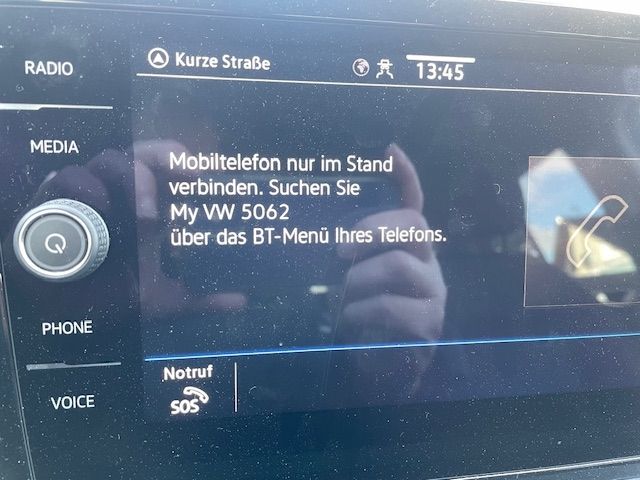 RADIO
Kurze Straße
13:45
MEDIA
Mobiltelefon nur im Stand
verbinden. Suchen Sie
My VW 5062
über das BT-Menü Ihres Telefons.
PHONE
Notruf
SOS
VOICE